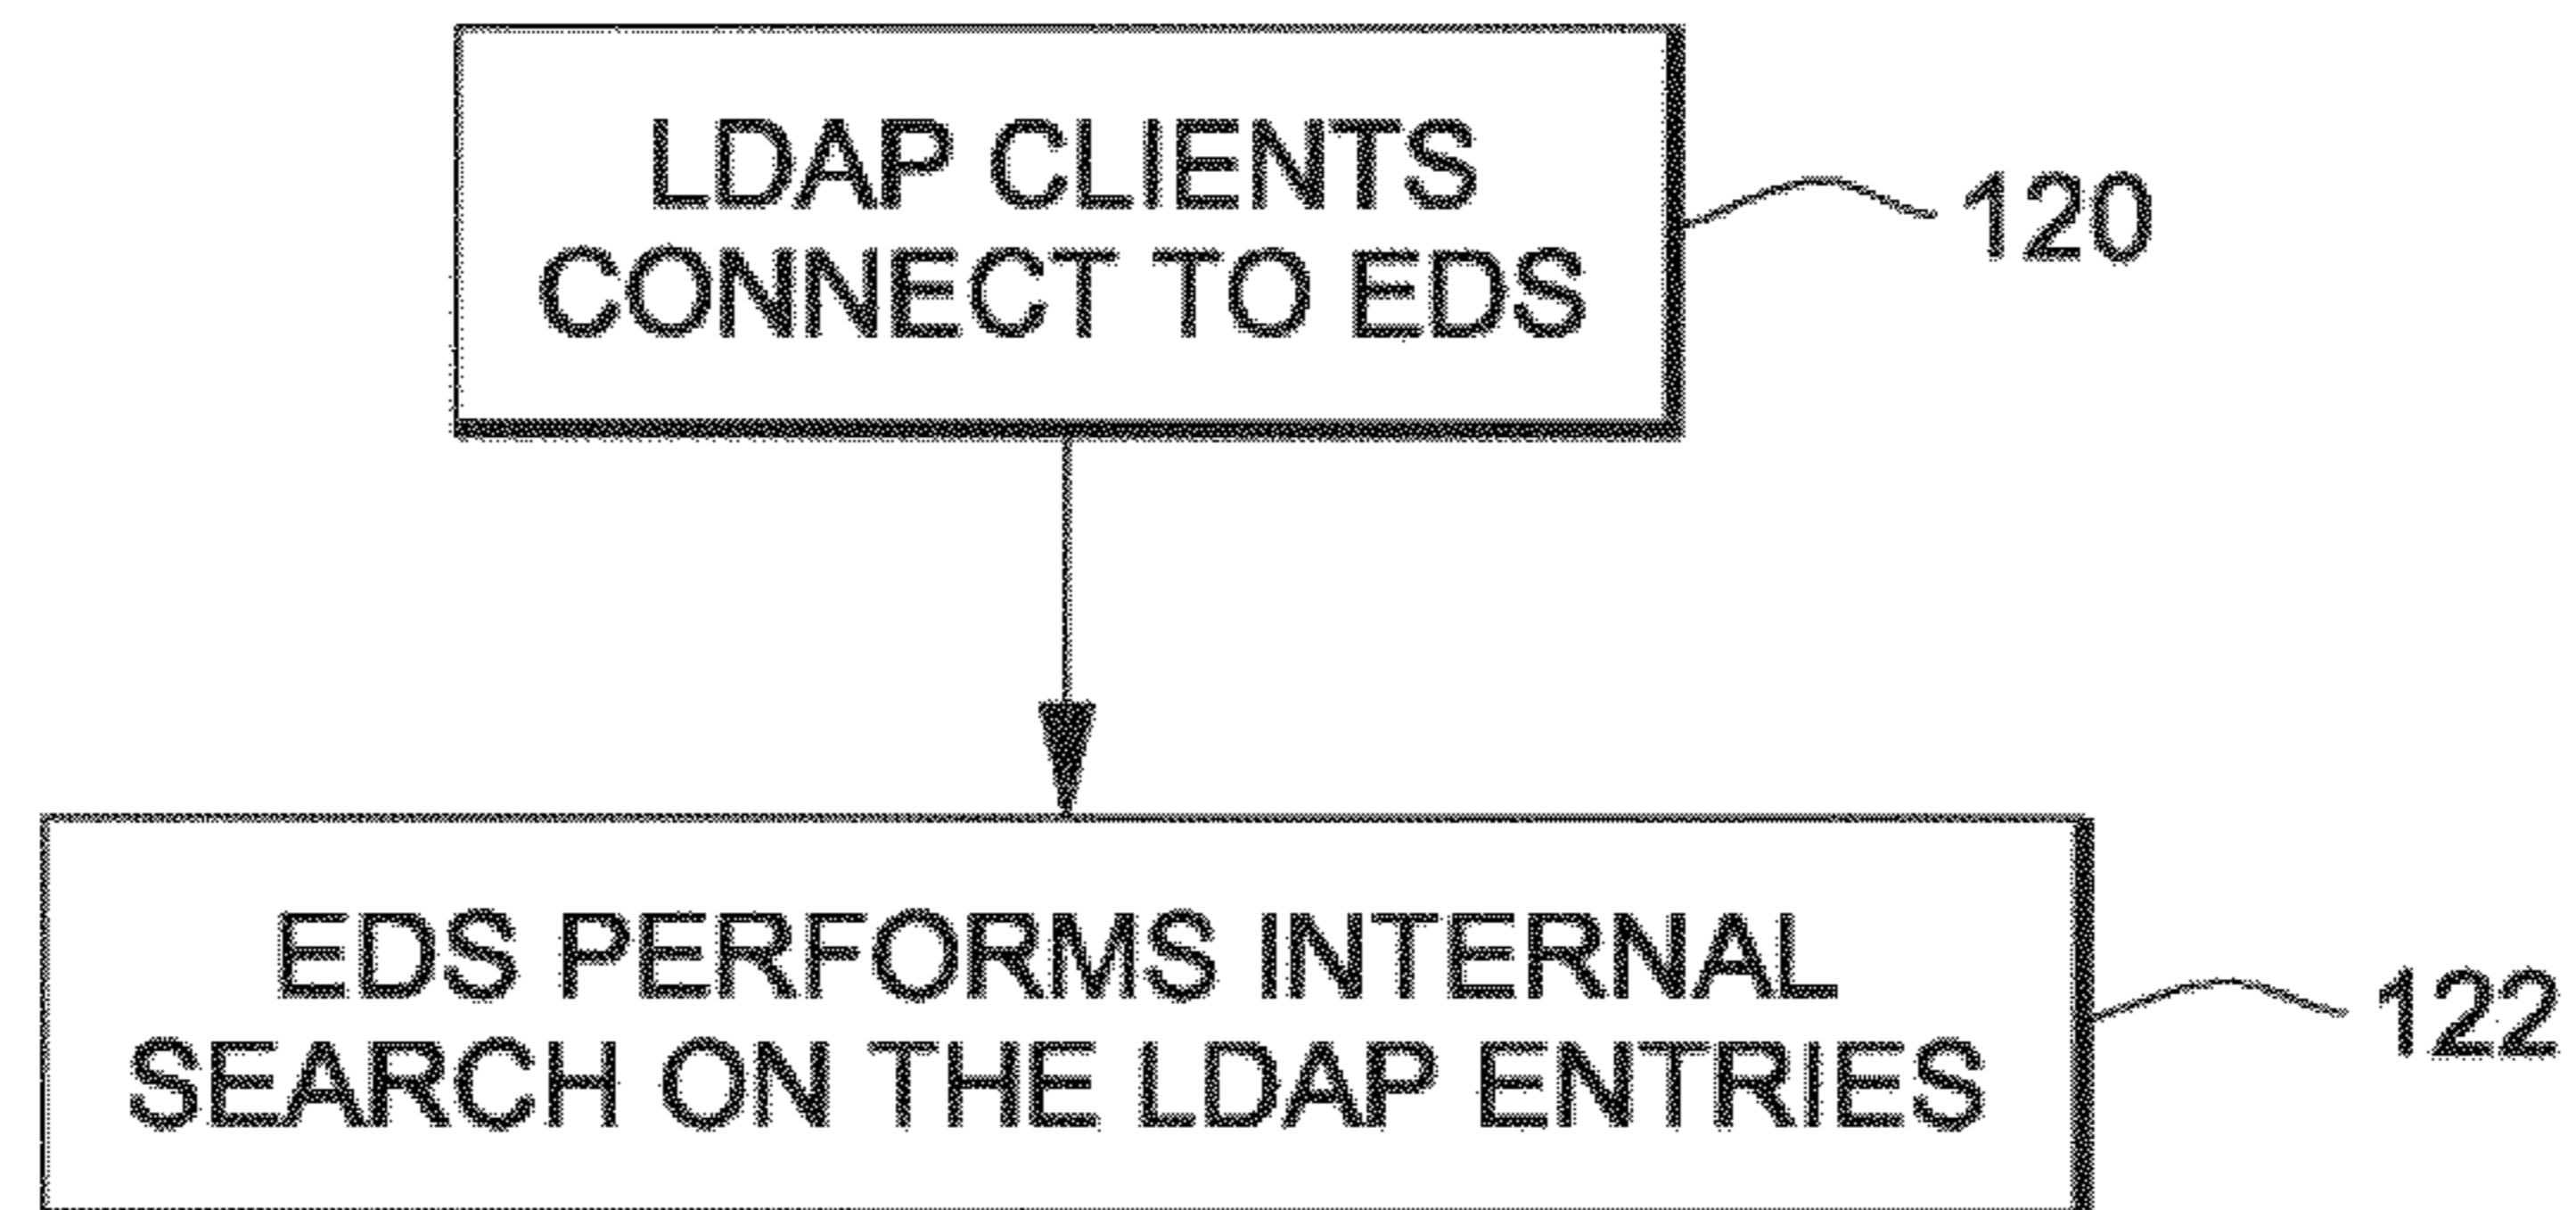 LDAP CLIENTS
CONNECT TO EDS
120
EDS PERFORMS INTERNAL
SEARCH ON THE LDAP ENTRIES
122